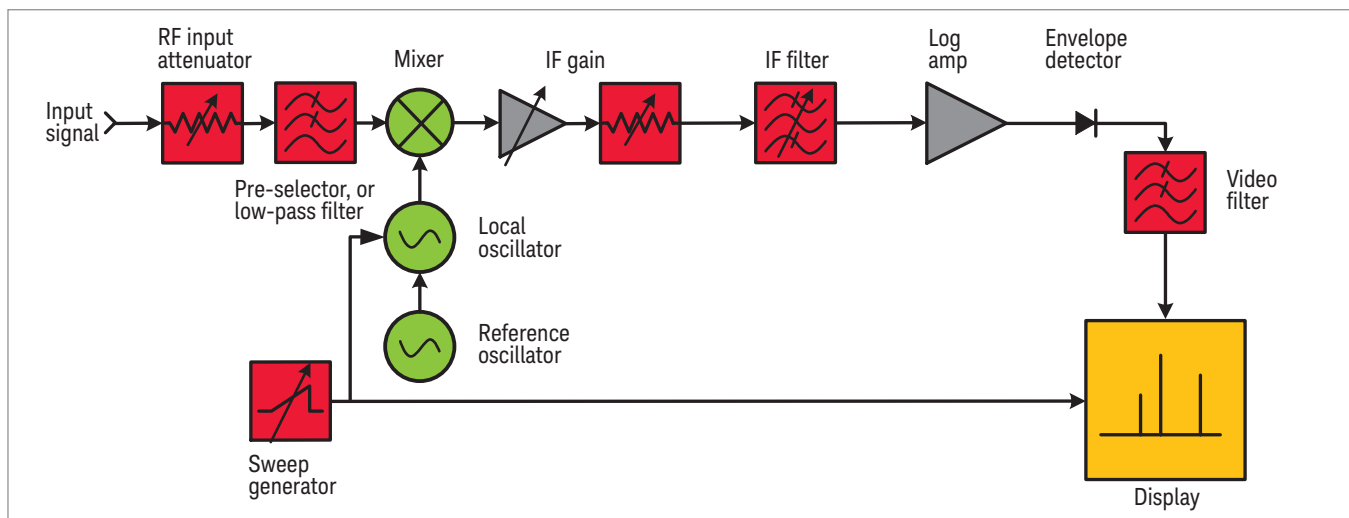 RF input
attenuator
Mixer
IF gain
IF filter
Log
amp
Envelope
detector
Input
signal
Pre-selector, or
low-pass filter
Video
filter
Local
oscillator
Reference
oscillator
Sweep
generator
Display